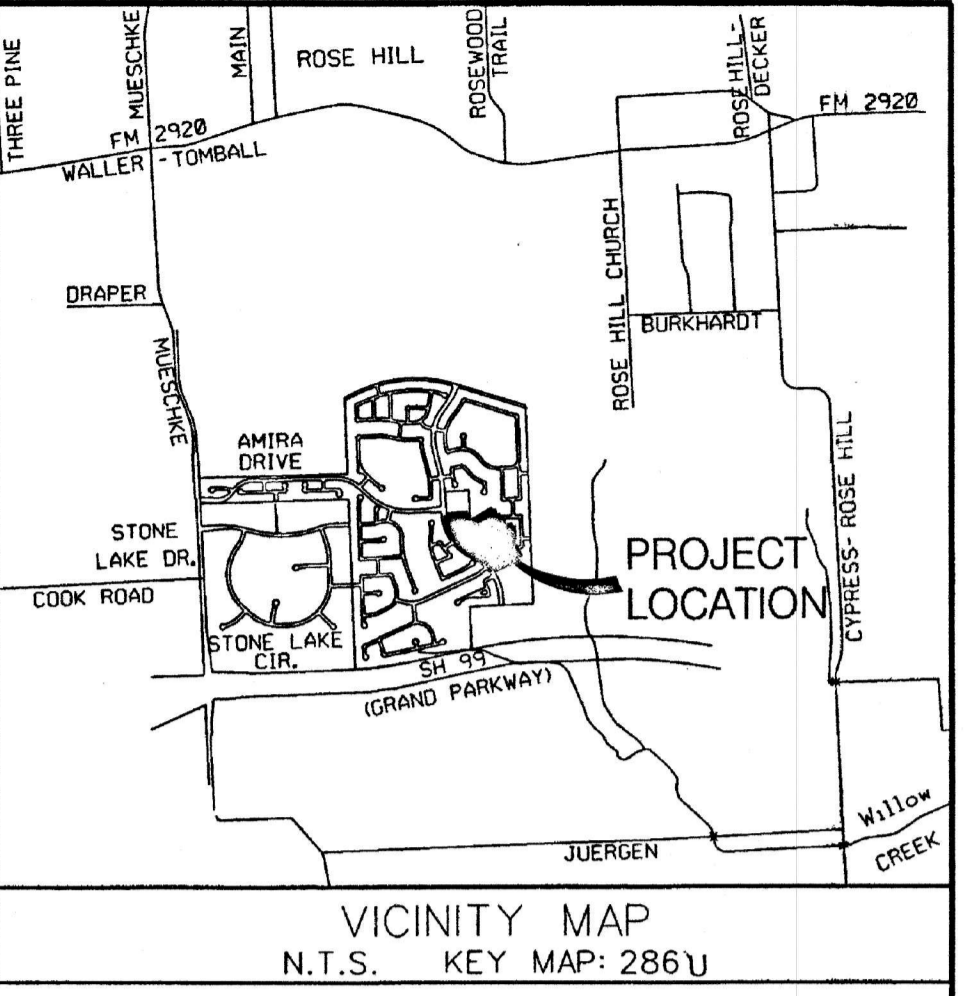 THREE PINE
MUESCHKE
MAIN
ROSE HILL
ROSEWOOD
TRAIL
ROSE HILL-
DECKER
FM 2920
FM 2920
WALLER - TOMBALL
DRAPER
MUESCHKE
ROSE HILL CHURCH
BURKHARDT
AMIRA
DRIVE
STONE
LAKE DR.
COOK ROAD
STONE LAKE
CIR.
PROJECT
LOCATION
CYPRESS- ROSE HILL
SH 99
(GRAND PARKWAY)
JUERGEN
Willow
CREEK
VICINITY MAP
N.T.S. KEY MAP: 286U